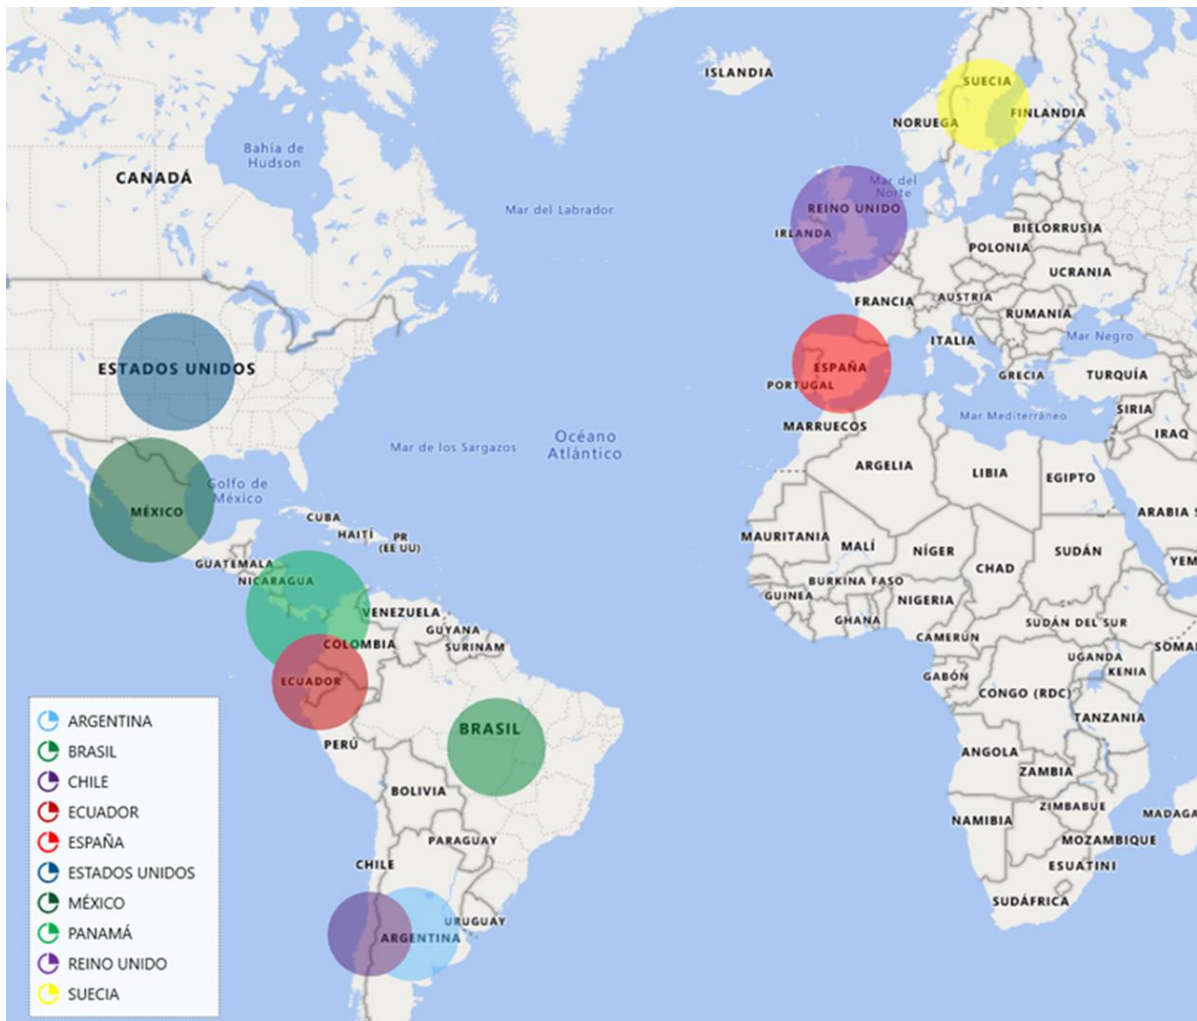 ISLANDIA
SUECIA
NORUEGA
FINLANDIA
Bahía de
Hudson
CANADÁ
Mar del
Norte
Mar del Labrador
REINO UNIDO
IRLANDA
BIELORRUSIA
POLONIA
UCRANIA
FRANCIA
AUSTRIA
RUMANIA
Mar Negro
ITALIA
ESTADOS UNIDOS
ESPAÑA
GRECIA
TURQUÍA
PORTUGAL
SIRIA
Mar Mediterráneo
MARRUECOS
IRAQ
Océano
Atlántico
Mar de los Sargazos
ARGELIA
LIBIA
EGIPTO
Golfo de
México
MÉXICO
ARABIA S
CUBA
HAITÍ
PR
(EE UU)
MAURITANIA
MALÍ
NÍGER
SUDÁN
YEM
CHAD
GUATEMALA
NICARAGUA
BURKINA FASO
GUINEA
NIGERIA
VENEZUELA
GHANA
GUYANA
SUDÁN DEL SUR
CAMERÚN
COLOMBIA
SURINAM
SOMA
UGANDA
KENIA
GABÓN
ECUADOR
CONGO (RDC)
TANZANIA
BRASIL
PERÚ
ANGOLA
ZAMBIA
BOLIVIA
ZIMBABUE
NAMIBIA
MADAGA
PARAGUAY
MOZAMBIQUE
CHILE
ESUATINI
SUDÁFRICA
URUGUAY
ARGENTINA
ARGENTINA
BRASIL
CHILE
ECUADOR
ESPAÑA
ESTADOS UNIDOS
MÉXICO
PANAMÁ
REINO UNIDO
SUECIA